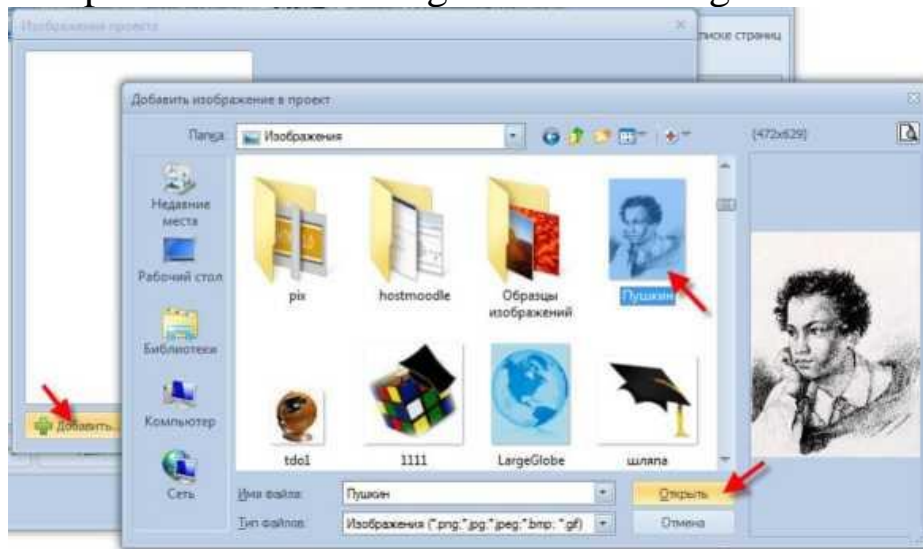 Изображения проекта
писке страниц
Добавить изображение в проект
Папка:
Изображения
(472x629)
Недавние места
Рабочий стол
Библиотеки
Компьютер
Сеть
pix
hostmoodle
Образцы изображений
Пушкин
tdo1
1111
LargeGlobe
шляпа
Добавить...
Имя файла:
Пушкин
Открыть
Тип файлов:
Изображения (*.png;*.jpg;*.jpeg;*.bmp; *.gif)
Отмена